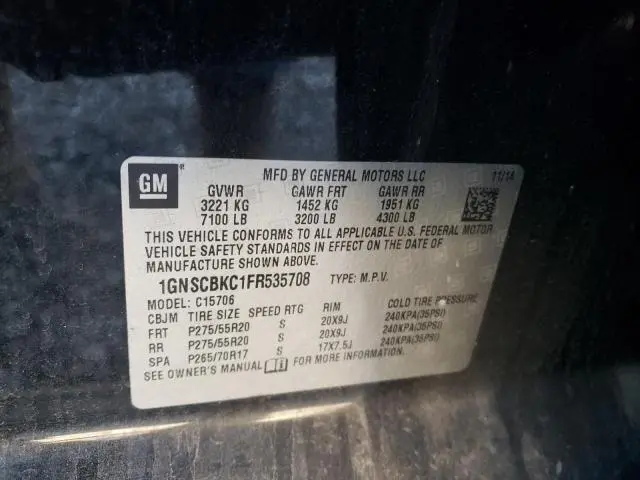 GM
MFD BY GENERAL MOTORS LLC 11/14
GVWR GAWR FRT GAWR RR
3221 KG 1452 KG 1951 KG
7100 LB 3200 LB 4300 LB
THIS VEHICLE CONFORMS TO ALL APPLICABLE U.S. FEDERAL MOTOR
VEHICLE SAFETY STANDARDS IN EFFECT ON THE DATE OF
MANUFACTURE SHOWN ABOVE.
1GNSCBKC1FR535708 TYPE: M.P.V.
MODEL: C15706
CBJM TIRE SIZE SPEED RTG RIM COLD TIRE PRESSURE
FRT P275/55R20 S 20X9J 240KPA(35PSI)
RR P275/55R20 S 20X9J 240KPA(35PSI)
SPA P265/70R17 S 17X7.5J 240KPA(35PSI)
SEE OWNER'S MANUAL FOR MORE INFORMATION.